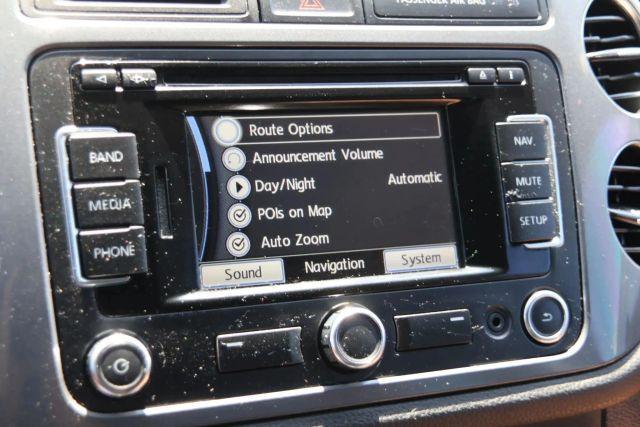 PASSENGER AIR BAG
BAND
MEDIA
PHONE
Route Options
Announcement Volume
Day/Night Automatic
POIs on Map
Auto Zoom
Sound Navigation System
NAV
MUTE
SETUP